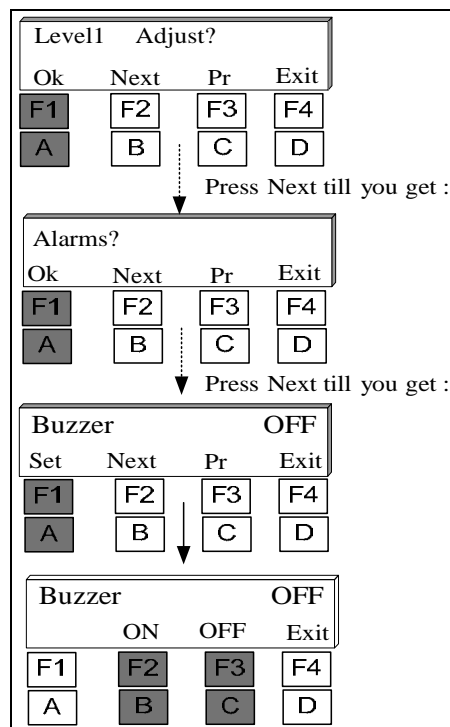 Level1 Adjust?
Ok Next Pr Exit
F1 F2 F3 F4
A B C D
Press Next till you get :
Alarms?
Ok Next Pr Exit
F1 F2 F3 F4
A B C D
Press Next till you get :
Buzzer OFF
Set Next Pr Exit
F1 F2 F3 F4
A B C D
Buzzer OFF
ON OFF Exit
F1 F2 F3 F4
A B C D